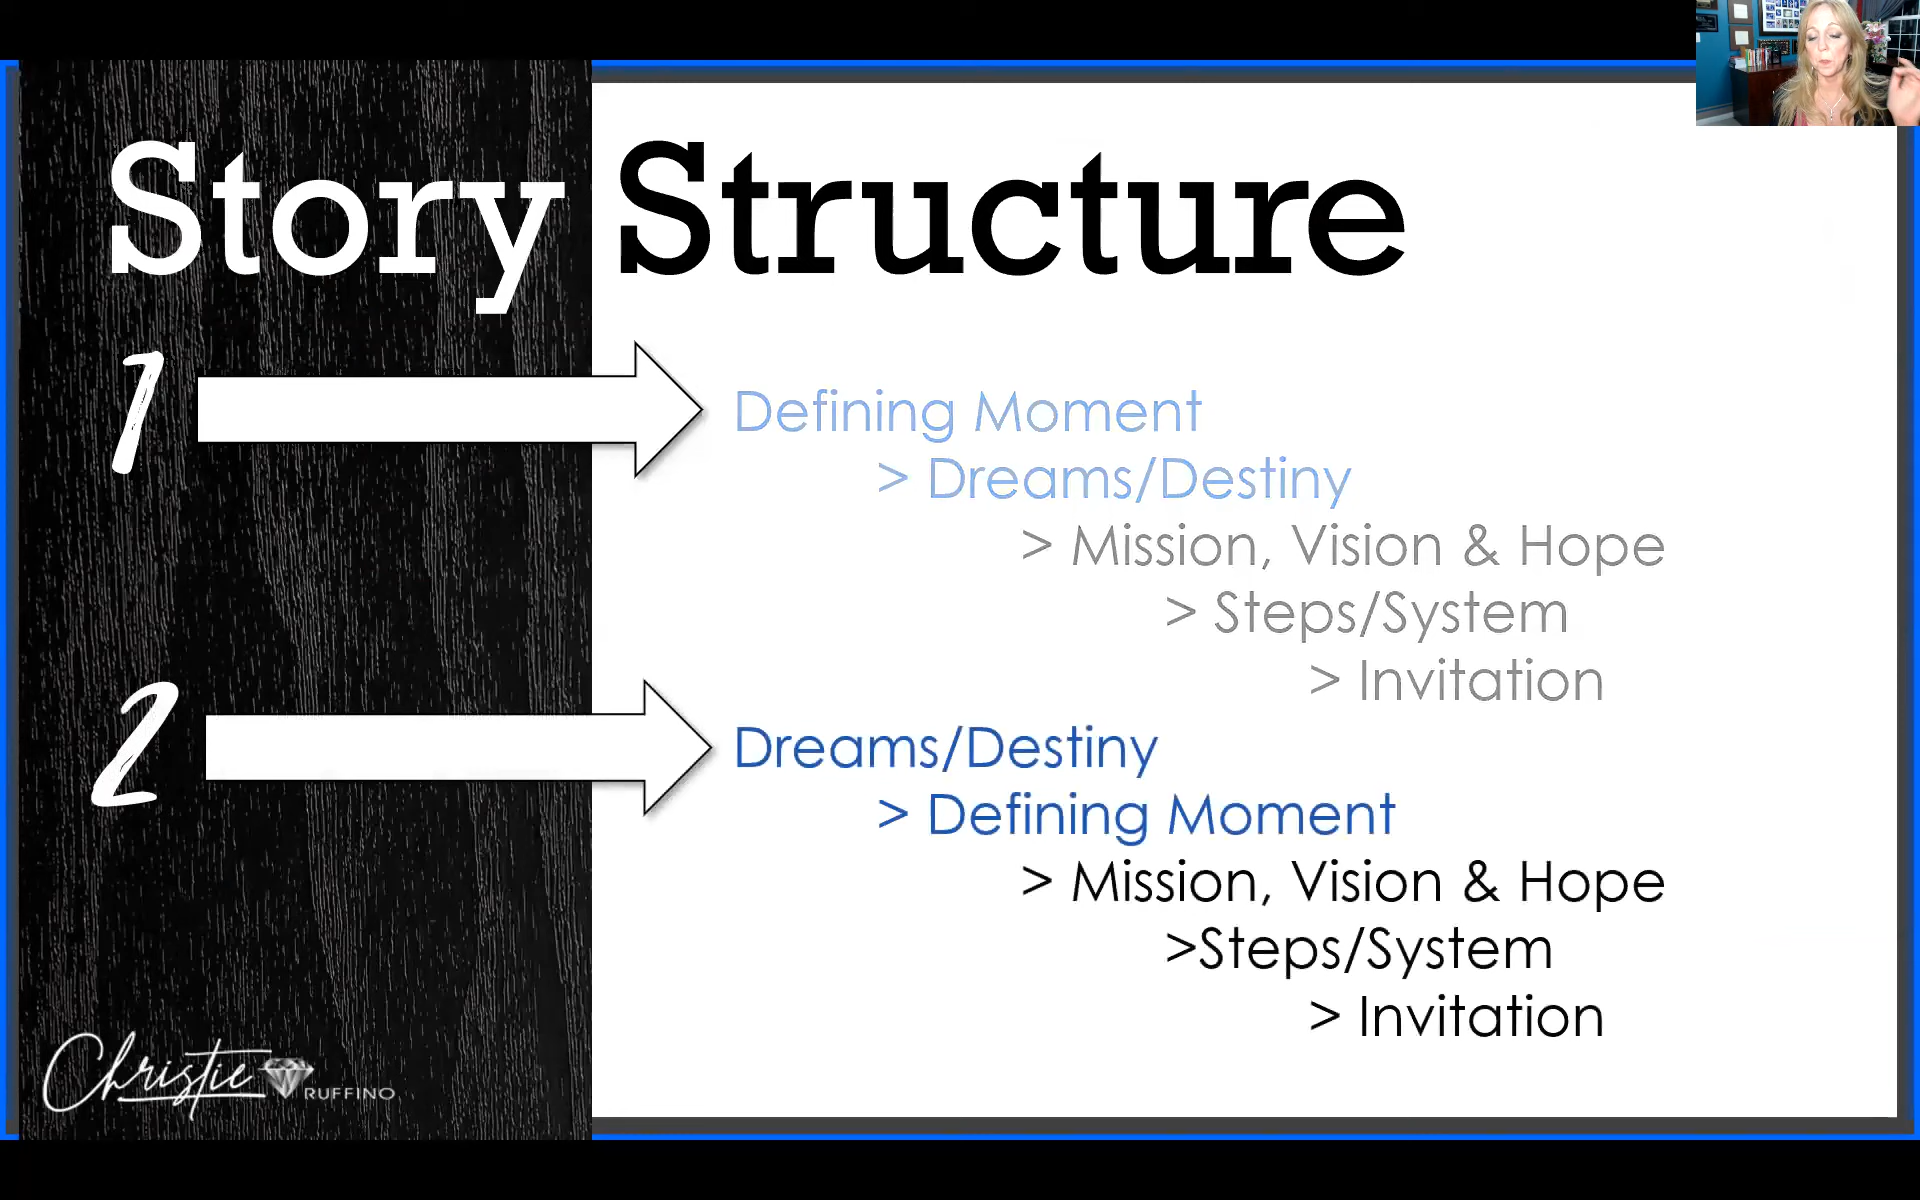 Story Structure
1
Defining Moment
> Dreams/Destiny
> Mission, Vision & Hope
> Steps/System
> Invitation
2
Dreams/Destiny
> Defining Moment
> Mission, Vision & Hope
>Steps/System
> Invitation
Christie RUFFINO